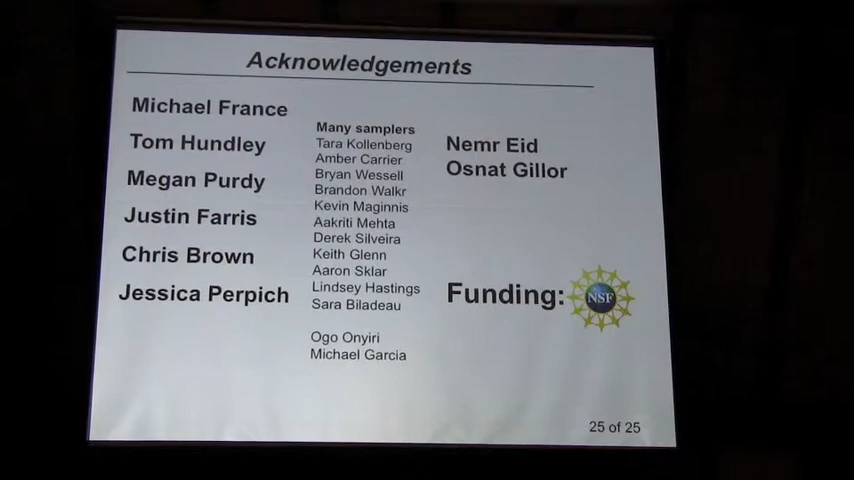 Acknowledgements
Michael France
Tom Hundley
Megan Purdy
Justin Farris
Chris Brown
Jessica Perpich
Many samplers
Tara Kollenberg
Amber Carrier
Bryan Wessell
Brandon Walkr
Kevin Maginnis
Aakriti Mehta
Derek Silveira
Keith Glenn
Aaron Sklar
Lindsey Hastings
Sara Biladeau
Ogo Onyiri
Michael Garcia
Nemr Eid
Osnat Gillor
Funding:
NSF
25 of 25